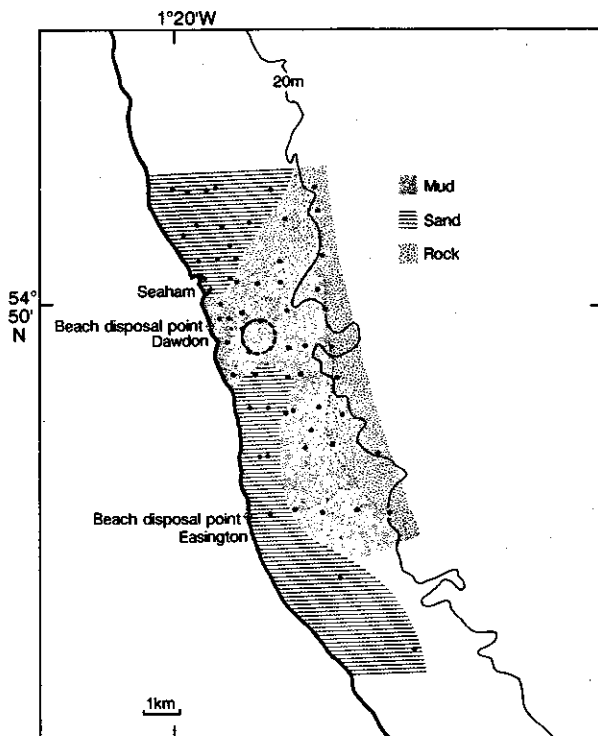 1°20'W
20m
Mud
Sand
Rock
Seaham
54°
50'
N
Beach disposal point
Dawdon
Beach disposal point
Easington
1km